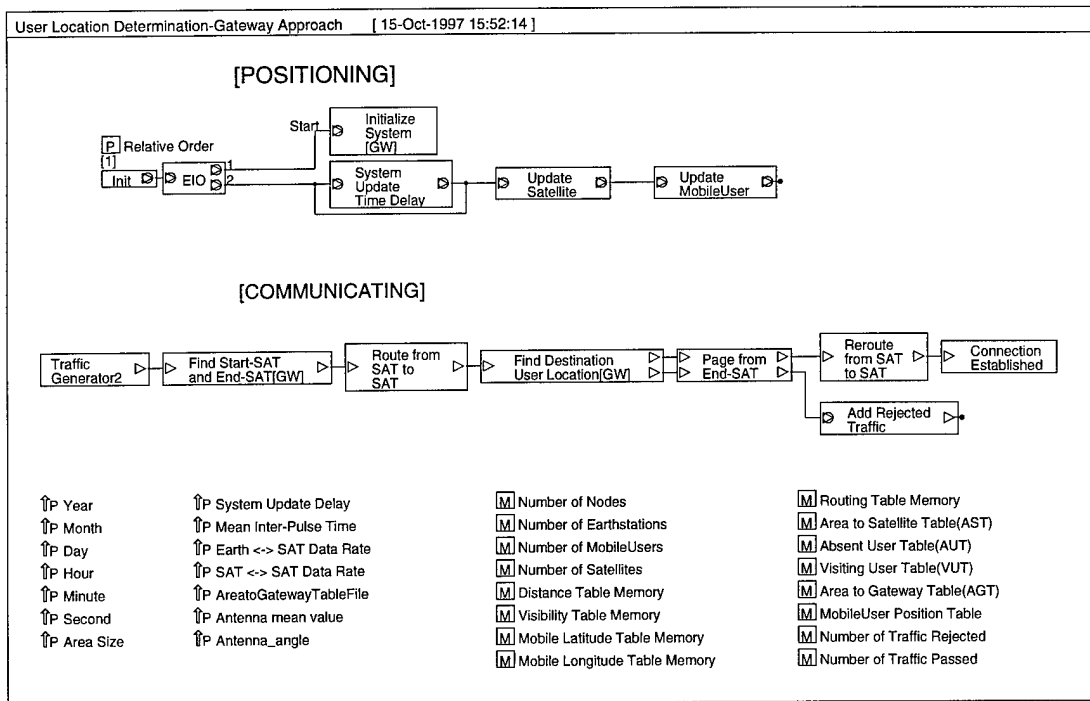 User Location Determination-Gateway Approach [ 15-Oct-1997 15:52:14 ]
[POSITIONING]
Start
Initialize
System
[GW]
P Relative Order
[1]
Init
EIO
1
2
System
Update
Time Delay
Update
Satellite
Update
MobileUser
[COMMUNICATING]
Traffic
Generator2
Find Start-SAT
and End-SAT[GW]
Route from
SAT to
SAT
Find Destination
User Location[GW]
Page from
End-SAT
Reroute
from SAT
to SAT
Connection
Established
Add Rejected
Traffic
⇑P Year
⇑P Month
⇑P Day
⇑P Hour
⇑P Minute
⇑P Second
⇑P Area Size
⇑P System Update Delay
⇑P Mean Inter-Pulse Time
⇑P Earth <-> SAT Data Rate
⇑P SAT <-> SAT Data Rate
⇑P AreatoGatewayTableFile
⇑P Antenna mean value
⇑P Antenna_angle
M Number of Nodes
M Number of Earthstations
M Number of MobileUsers
M Number of Satellites
M Distance Table Memory
M Visibility Table Memory
M Mobile Latitude Table Memory
M Mobile Longitude Table Memory
M Routing Table Memory
M Area to Satellite Table(AST)
M Absent User Table(AUT)
M Visiting User Table(VUT)
M Area to Gateway Table(AGT)
M MobileUser Position Table
M Number of Traffic Rejected
M Number of Traffic Passed